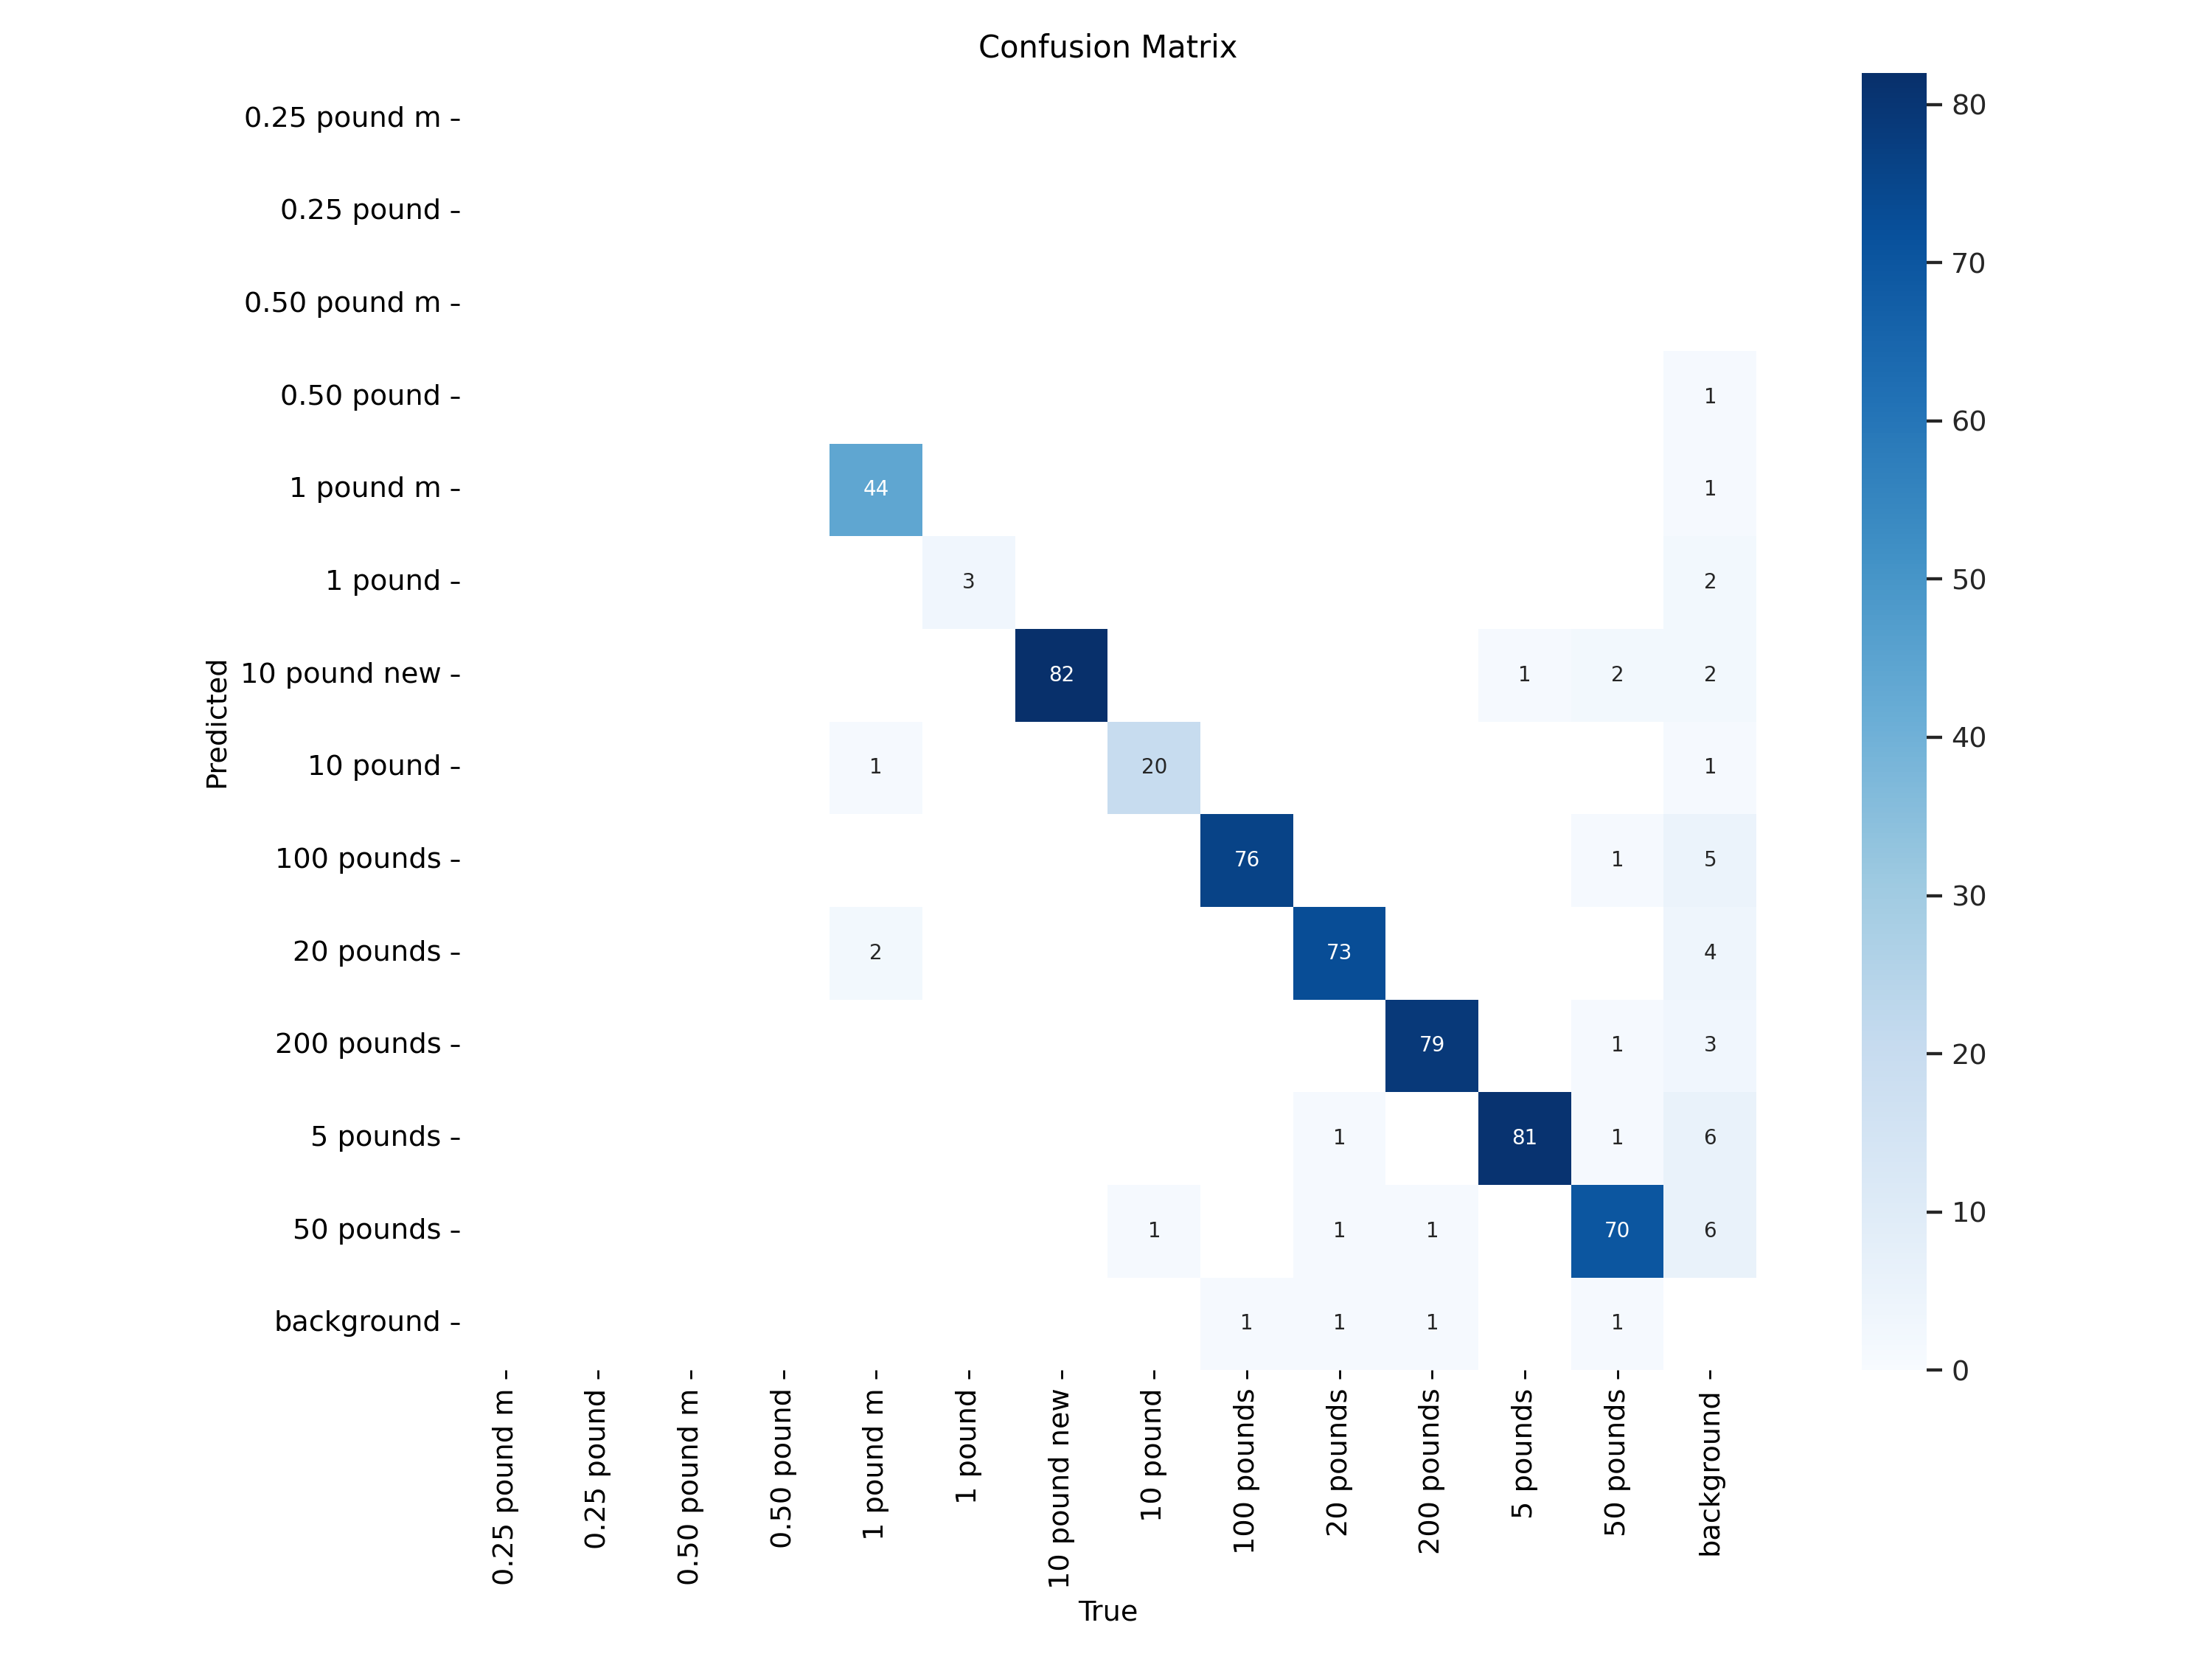 Confusion Matrix
0.25 pound m
0.25 pound
0.50 pound m
0.50 pound 1
1 pound m 44 1
1 pound 3 2
10 pound new 82 1 2 2
10 pound 1 20 1
100 pounds 76 1 5
20 pounds 2 73 4
200 pounds 79 1 3
5 pounds 1 81 1 6
50 pounds 1 1 1 70 6
background 1 1 1 1
Predicted
0.25 pound m
0.25 pound
0.50 pound m
0.50 pound
1 pound m
1 pound
10 pound new
10 pound
100 pounds
20 pounds
200 pounds
5 pounds
50 pounds
background
True
80
70
60
50
40
30
20
10
0